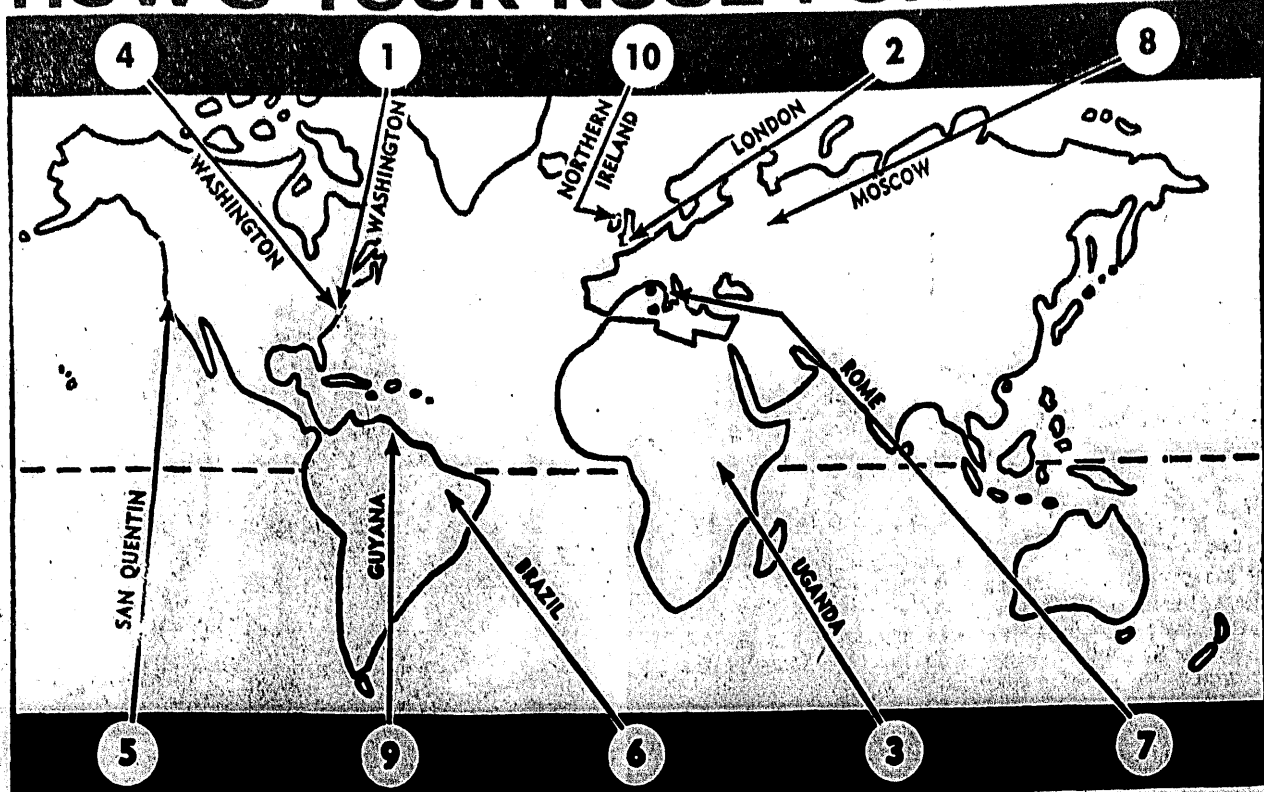 4
1
10
2
8
WASHINGTON
WASHINGTON
NORTHERN
IRELAND
LONDON
MOSCOW
ROME
SAN QUENTIN
GUYANA
BRAZIL
UGANDA
5
9
6
3
7